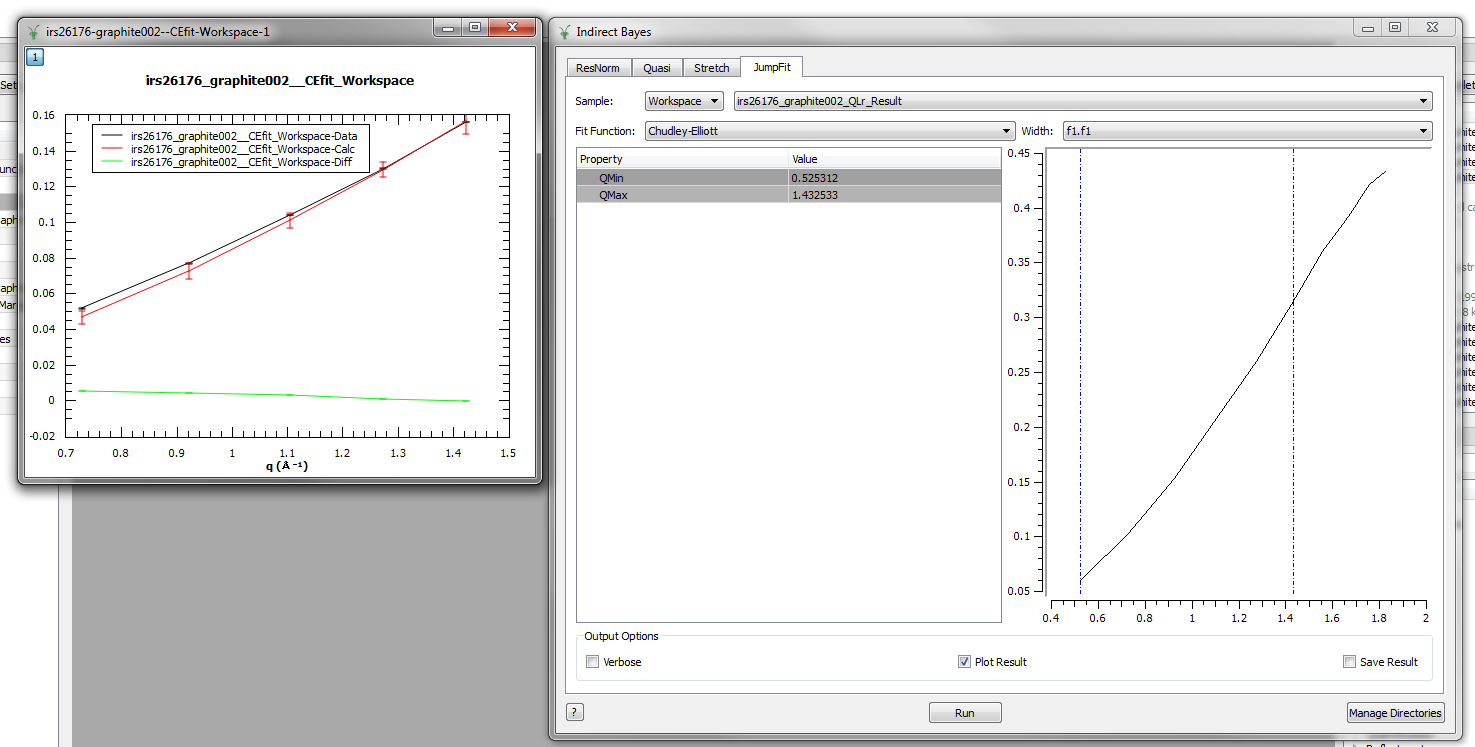 irs26176-graphite002--CEfit-Workspace-1
1
irs26176_graphite002__CEfit_Workspace
irs26176_graphite002__CEfit_Workspace-Data
irs26176_graphite002__CEfit_Workspace-Calc
irs26176_graphite002__CEfit_Workspace-Diff
0.16
0.14
0.12
0.1
0.08
0.06
0.04
0.02
0
-0.02
0.7 0.8 0.9 1 1.1 1.2 1.3 1.4 1.5
q (Å⁻¹)
Indirect Bayes
ResNorm Quasi Stretch JumpFit
Sample: Workspace irs26176_graphite002_QLr_Result
Fit Function: Chudley-Elliott Width: f1.f1
Property Value
QMin 0.525312
QMax 1.432533
0.45
0.4
0.35
0.3
0.25
0.2
0.15
0.1
0.05
0.4 0.6 0.8 1 1.2 1.4 1.6 1.8 2
Output Options
Verbose Plot Result Save Result
? Run Manage Directories